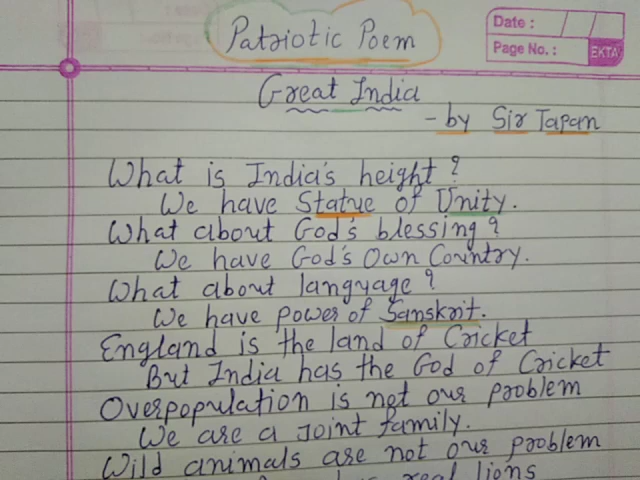 Patriotic Poem
Date :
Page No. :
EKTA
Great India
- by Sir Tapan
What is India's height?
We have Statue of Unity.
What about God's blessing?
We have God's Own Country.
What about language?
We have power of Sanskrit.
England is the land of Cricket
But India has the God of Cricket
Overpopulation is not our problem
We are a Joint family.
Wild animals are not our problem
real lions